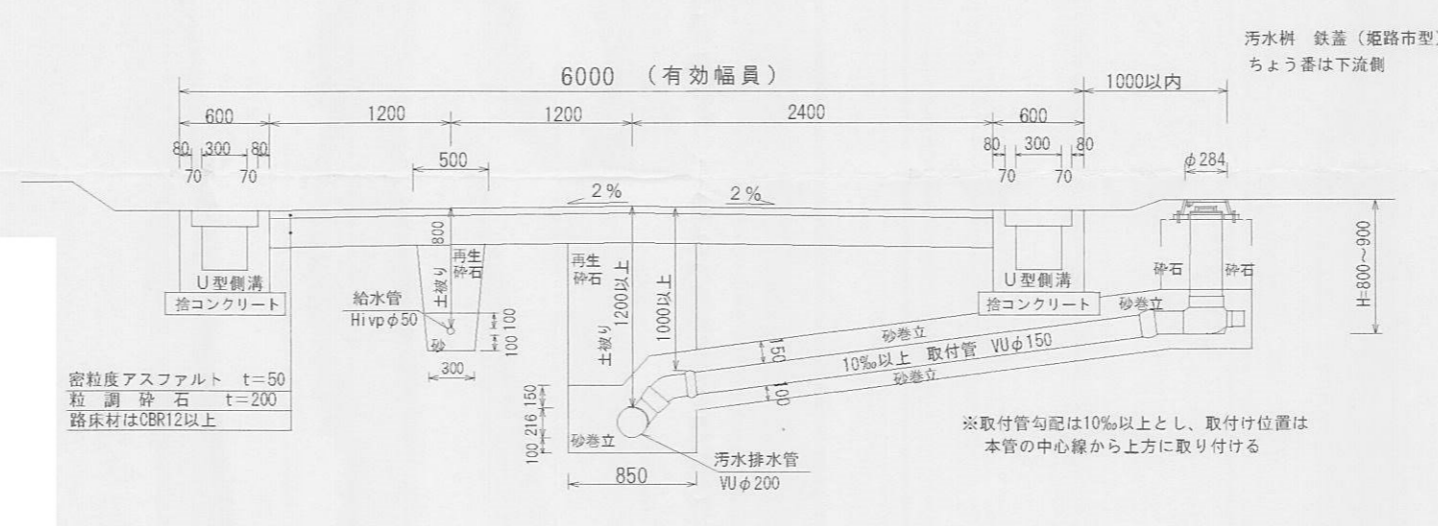 汚水桝 鉄蓋（姫路市型）
ちょう番は下流側
6000 （有効幅員）
1000以内
600
1200
1200
2400
600
80 300 80
70 70
500
80 300 80
70 70
φ284
2%
2%
800
土被り
再生
砕石
再生
砕石
土被り 1200以上
1000以上
砕石
砕石
H=800~900
U型側溝
捨コンクリート
給水管
Hivpφ50
砂
100 100
300
U型側溝
捨コンクリート
砂巻立
砂巻立
150
10‰以上 取付管 VUφ150
砂巻立
100
密粒度アスファルト t=50
粒調砕石 t=200
路床材はCBR12以上
100 216 150
砂巻立
850
汚水排水管
VUφ200
※取付管勾配は10‰以上とし、取付け位置は
本管の中心線から上方に取り付ける